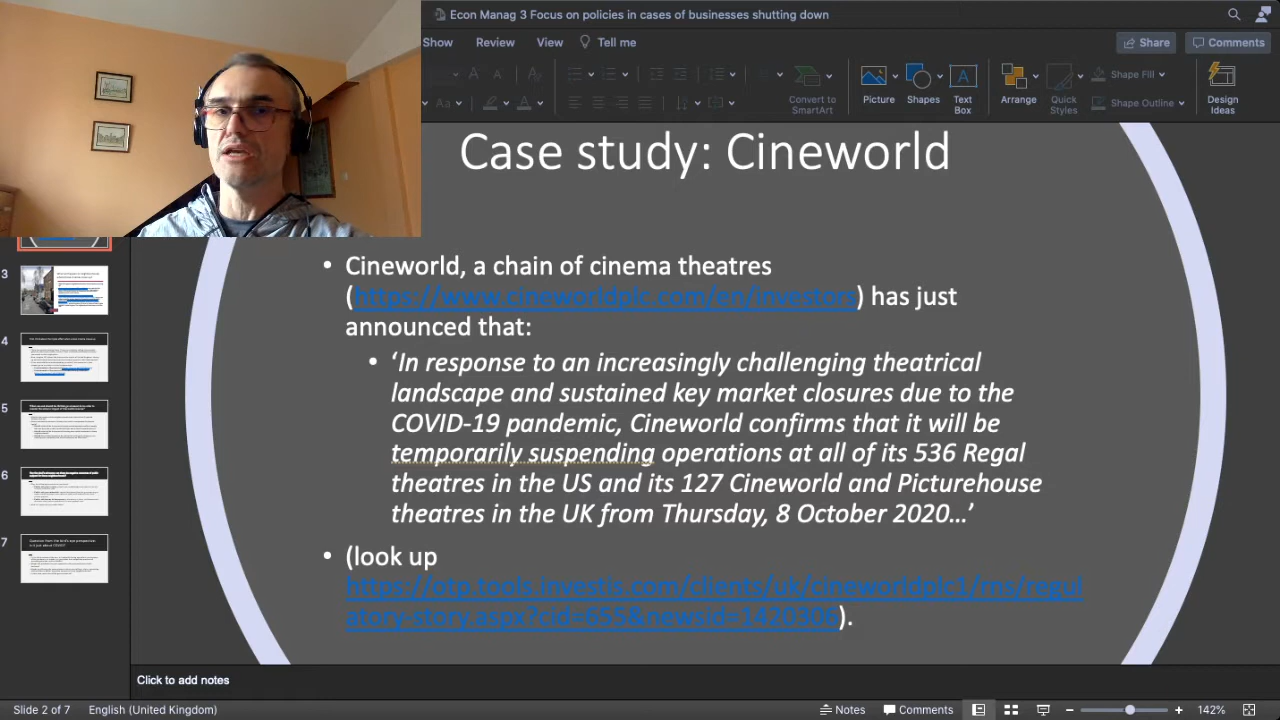 Econ Manag 3 Focus on policies in cases of businesses shutting down
Show Review View Tell me Share Comments
Aa
Convert to SmartArt
Picture
Shapes
Text Box
Arrange
Quick Styles
Shape Fill
Shape Outline
Design Ideas
Case study: Cineworld
• Cineworld, a chain of cinema theatres
(https://www.cineworldplc.com/en/investors) has just
announced that:
• ‘In response to an increasingly challenging theatrical
landscape and sustained key market closures due to the
COVID-19 pandemic, Cineworld confirms that it will be
temporarily suspending operations at all of its 536 Regal
theatres in the US and its 127 Cineworld and Picturehouse
theatres in the UK from Thursday, 8 October 2020…’
• (look up
https://otp.tools.investis.com/clients/uk/cineworldplc1/rns/regul
atory-story.aspx?cid=655&newsid=1420306).
3
4
5
6
7
Click to add notes
Slide 2 of 7 English (United Kingdom) Notes Comments 142%